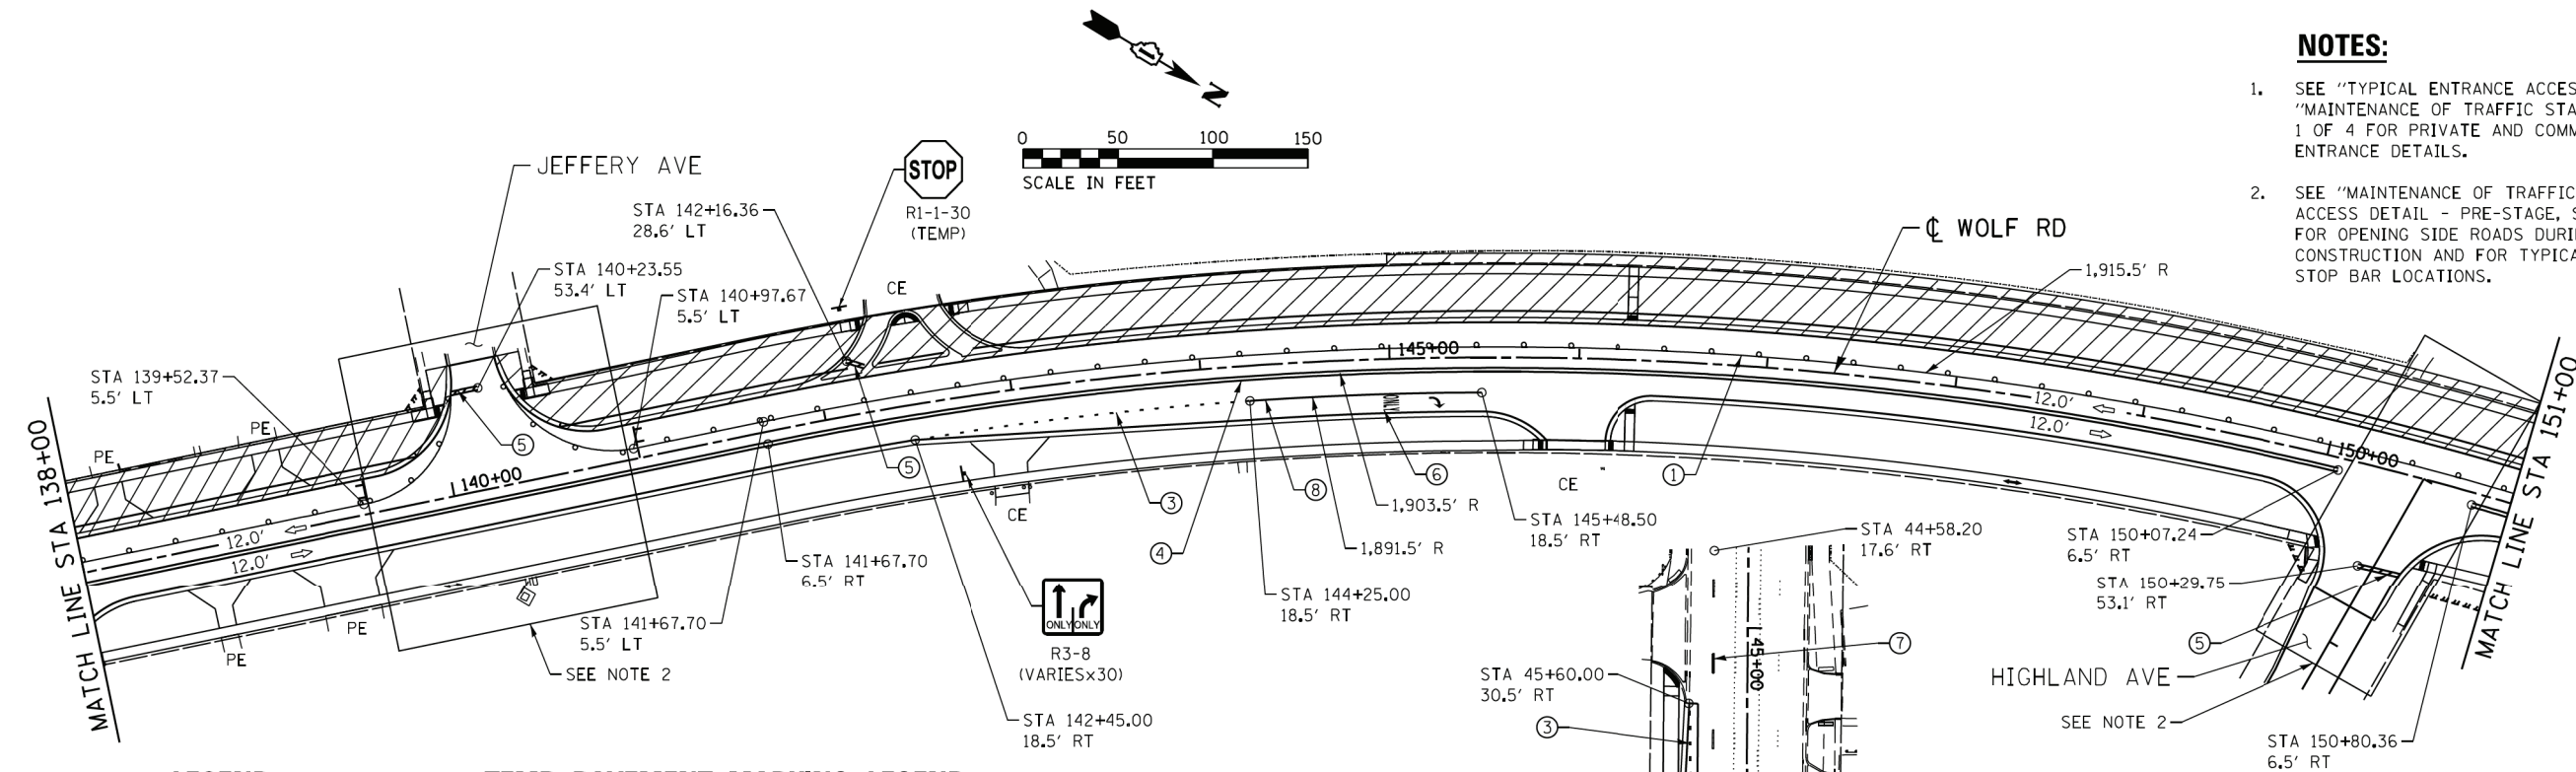 NOTES:
1. SEE "TYPICAL ENTRANCE ACCES
"MAINTENANCE OF TRAFFIC STA
1 OF 4 FOR PRIVATE AND COMM
ENTRANCE DETAILS.
2. SEE "MAINTENANCE OF TRAFFIC
ACCESS DETAIL - PRE-STAGE, S
FOR OPENING SIDE ROADS DURI
CONSTRUCTION AND FOR TYPICA
STOP BAR LOCATIONS.
N
0 50 100 150
SCALE IN FEET
JEFFERY AVE
STOP
R1-1-30
(TEMP)
STA 142+16.36
28.6' LT
STA 140+23.55
53.4' LT
STA 140+97.67
5.5' LT
CE
℄ WOLF RD
1,915.5' R
STA 139+52.37
5.5' LT
PE
PE
5
5
MATCH LINE STA 138+00
140+00
145+00
150+00
12.0'
12.0'
12.0'
12.0'
MATCH LINE STA 151+00
ONLY
3
4
8
6
1
1,903.5' R
1,891.5' R
CE
CE
STA 145+48.50
18.5' RT
STA 141+67.70
6.5' RT
STA 144+25.00
18.5' RT
STA 141+67.70
5.5' LT
PE
PE
SEE NOTE 2
ONLY ONLY
R3-8
(VARIESx30)
STA 142+45.00
18.5' RT
STA 44+58.20
17.6' RT
45+00
7
STA 45+60.00
30.5' RT
3
STA 150+07.24
6.5' RT
STA 150+29.75
53.1' RT
5
HIGHLAND AVE
SEE NOTE 2
STA 150+80.36
6.5' RT